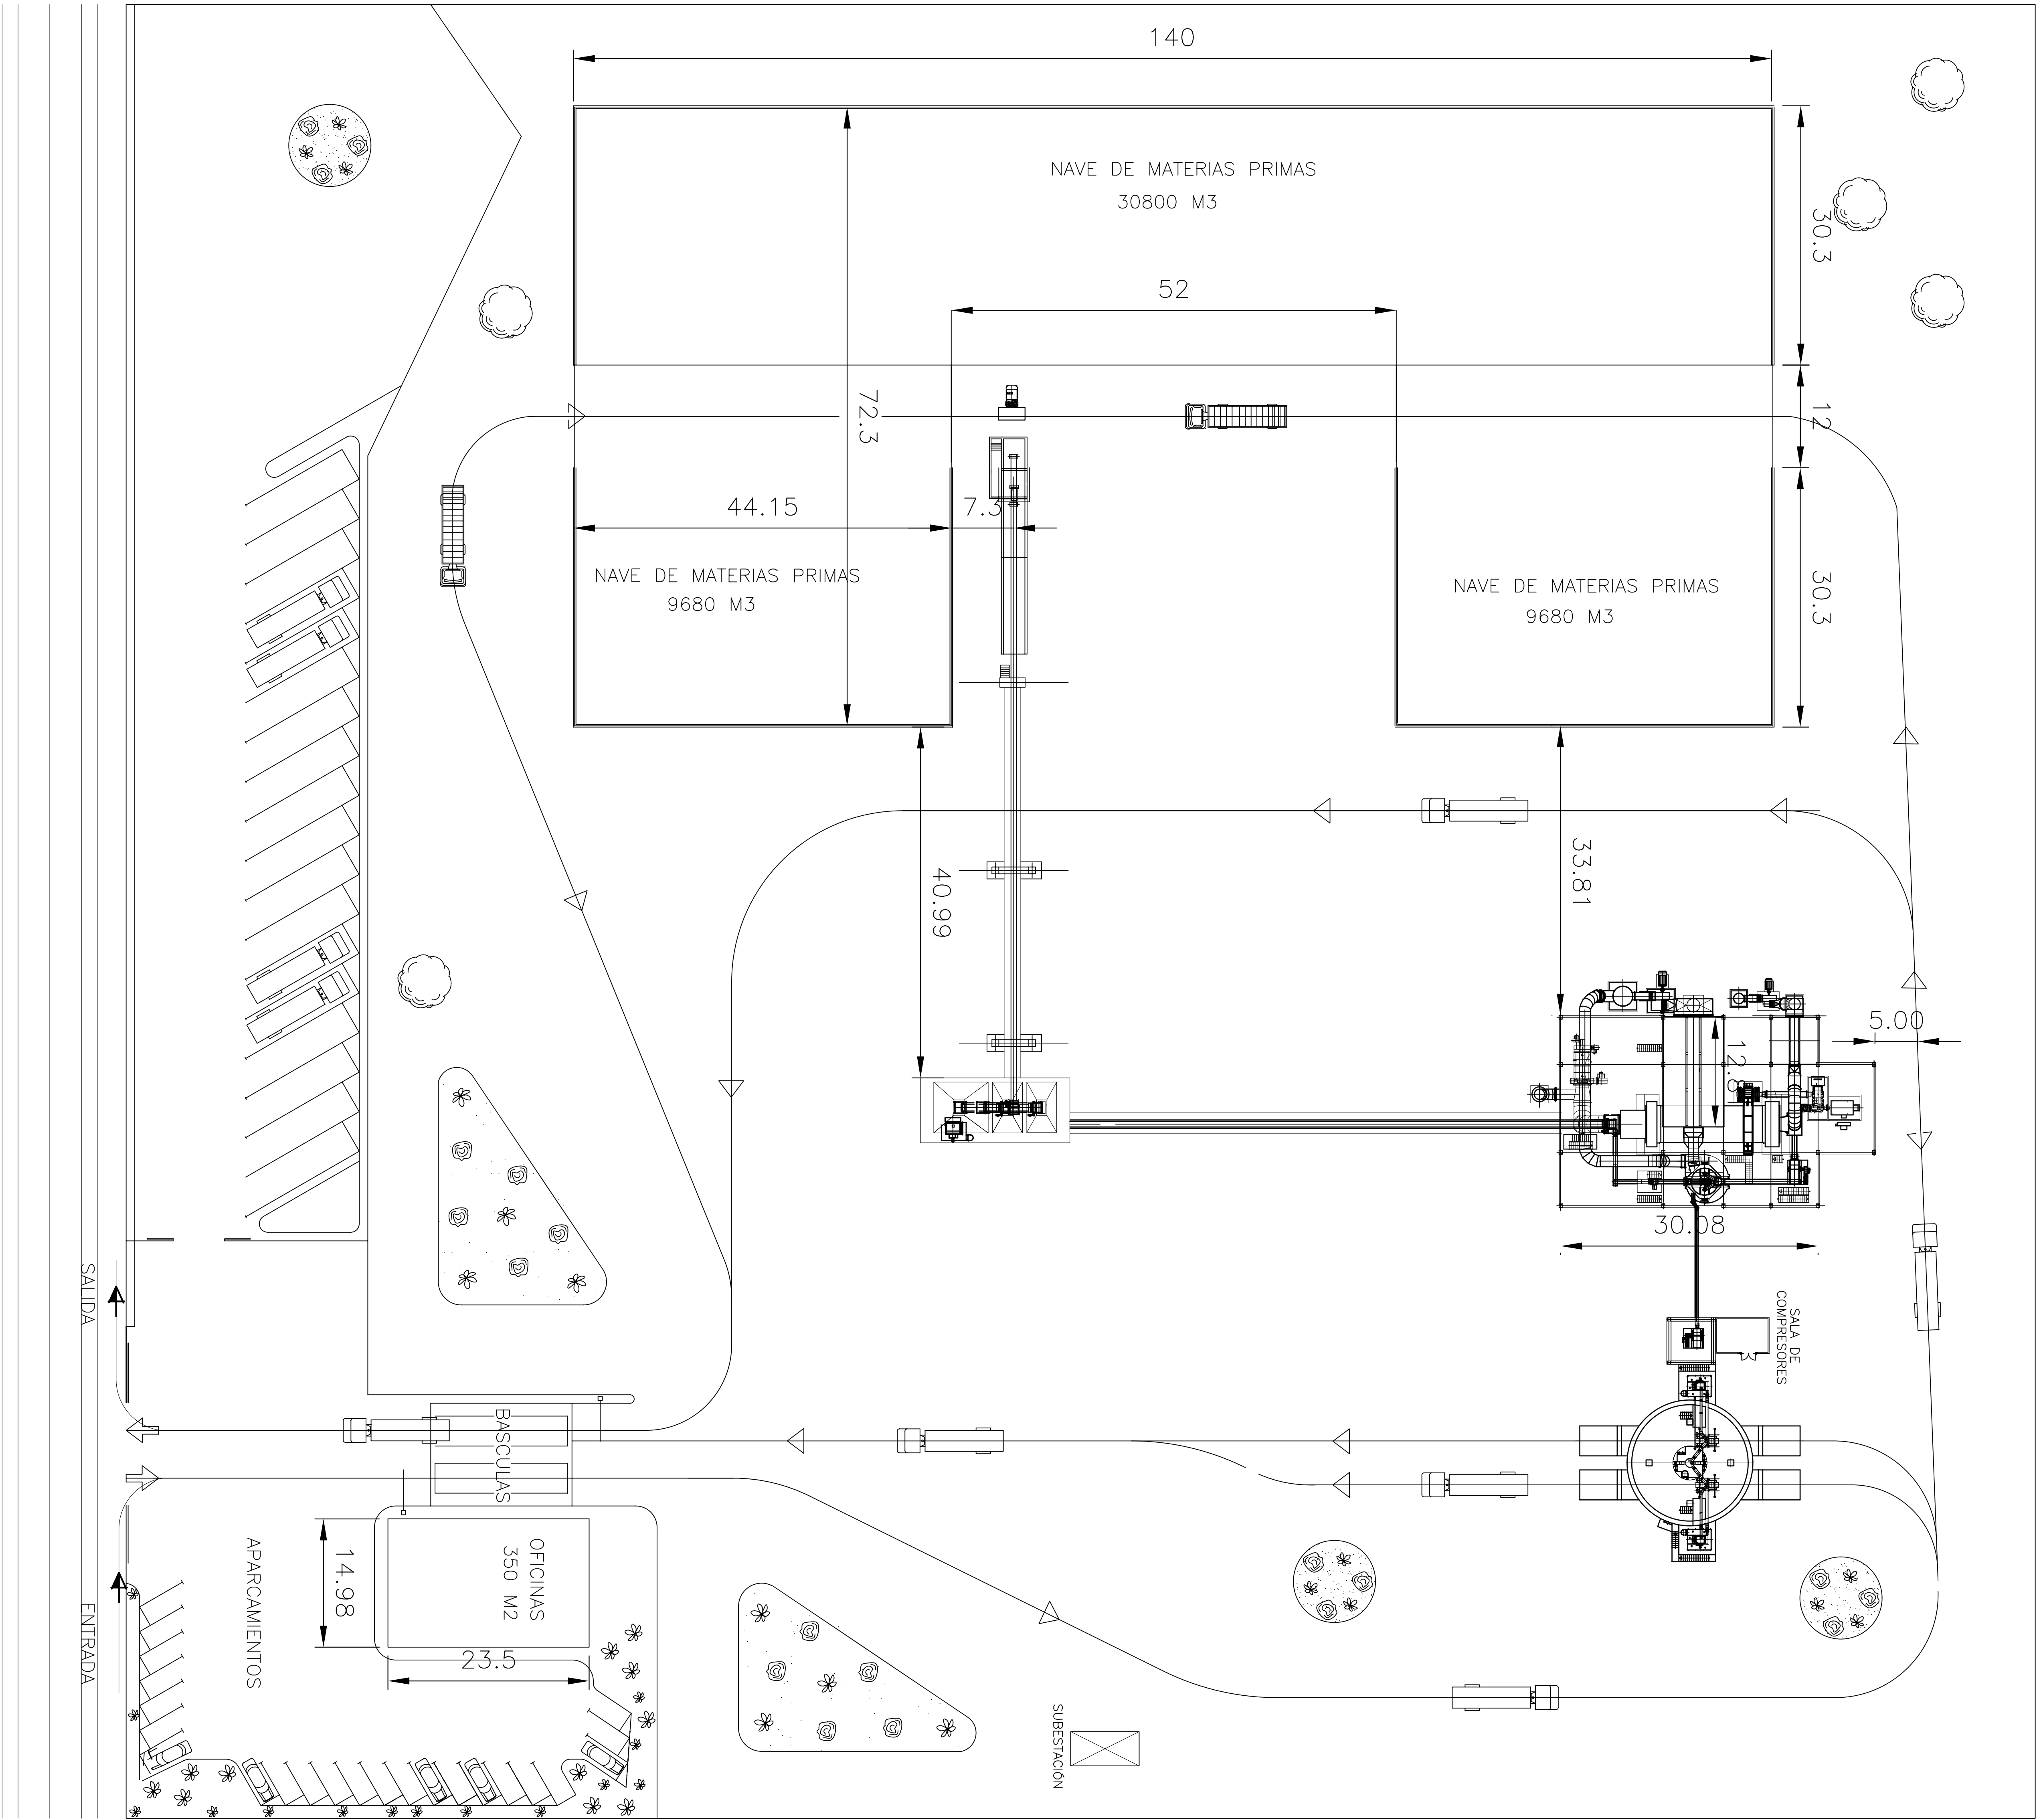 140
NAVE DE MATERIAS PRIMAS
30800 M3
30.3
52
12
72.3
44.15
7.3
NAVE DE MATERIAS PRIMAS
9680 M3
NAVE DE MATERIAS PRIMAS
9680 M3
30.3
33.81
40.99
5.00
30.08
SALA DE
COMPRESORES
SALIDA
BASCULAS
OFICINAS
350 M2
14.98
23.5
APARCAMIENTOS
ENTRADA
SUBESTACIÓN